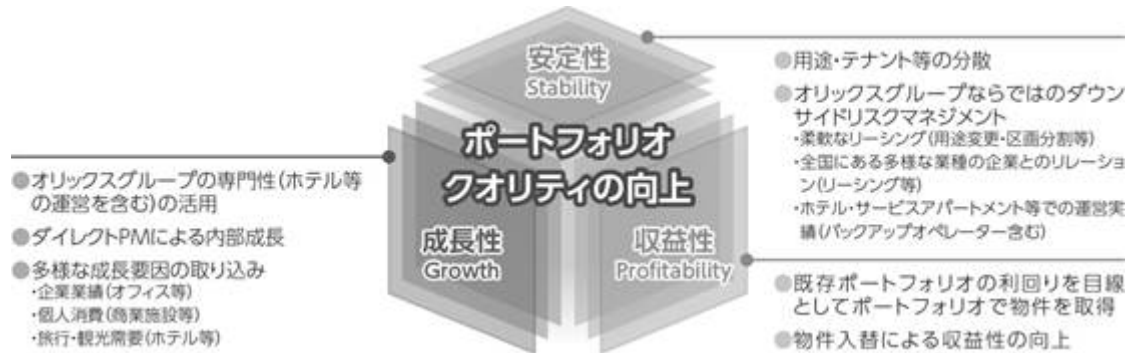 安定性
Stability
ポートフォリオ
クオリティの向上
成長性
Growth
収益性
Profitability
●オリックスグループの専門性(ホテル等
の運営を含む)の活用
●ダイレクトPMによる内部成長
●多様な成長要因の取り込み
・企業業績(オフィス等)
・個人消費(商業施設等)
・旅行・観光需要(ホテル等)
●用途・テナント等の分散
●オリックスグループならではのダウン
サイドリスクマネジメント
・柔軟なリーシング(用途変更・区画分割等)
・全国にある多様な業種の企業とのリレーショ
ン(リーシング等)
・ホテル・サービスアパートメント等での運営実
績(バックアップオペレーター含む)
●既存ポートフォリオの利回りを目線
としてポートフォリオで物件を取得
●物件入替による収益性の向上